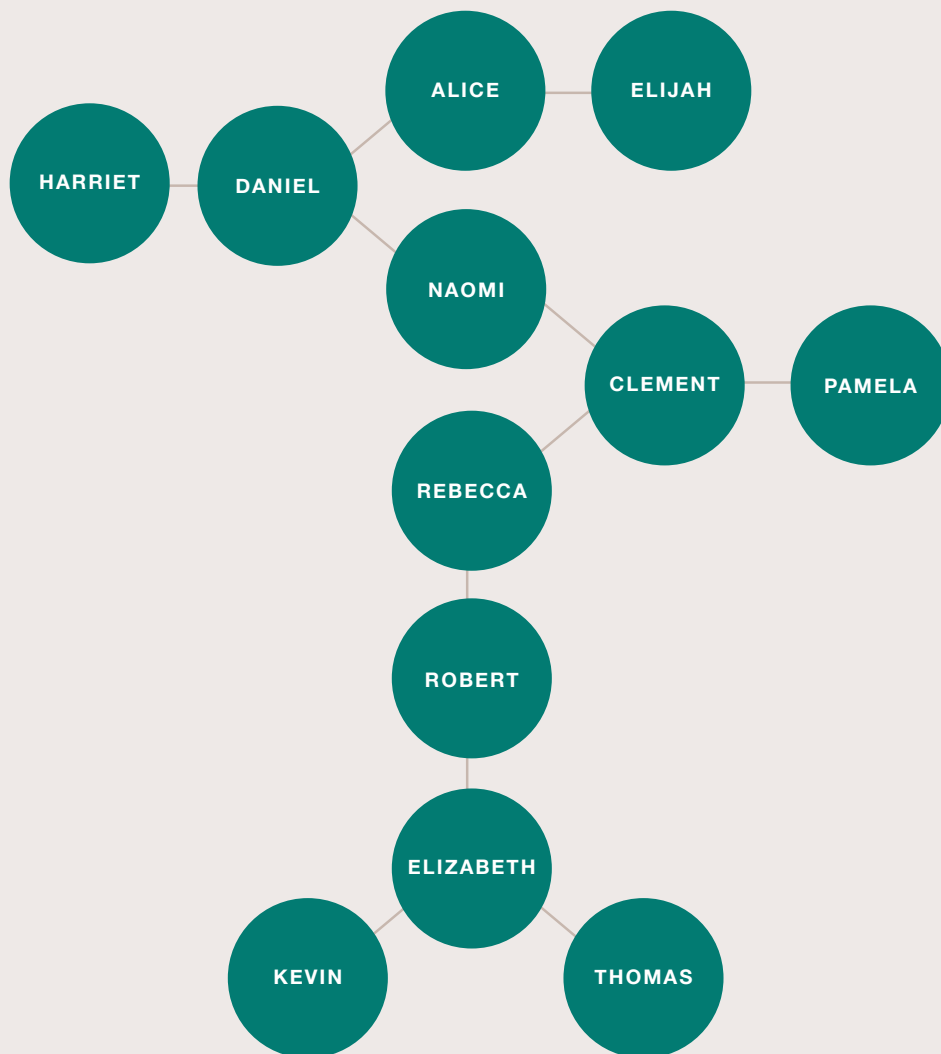 ALICE
ELIJAH
HARRIET
DANIEL
NAOMI
CLEMENT
PAMELA
REBECCA
ROBERT
ELIZABETH
KEVIN
THOMAS